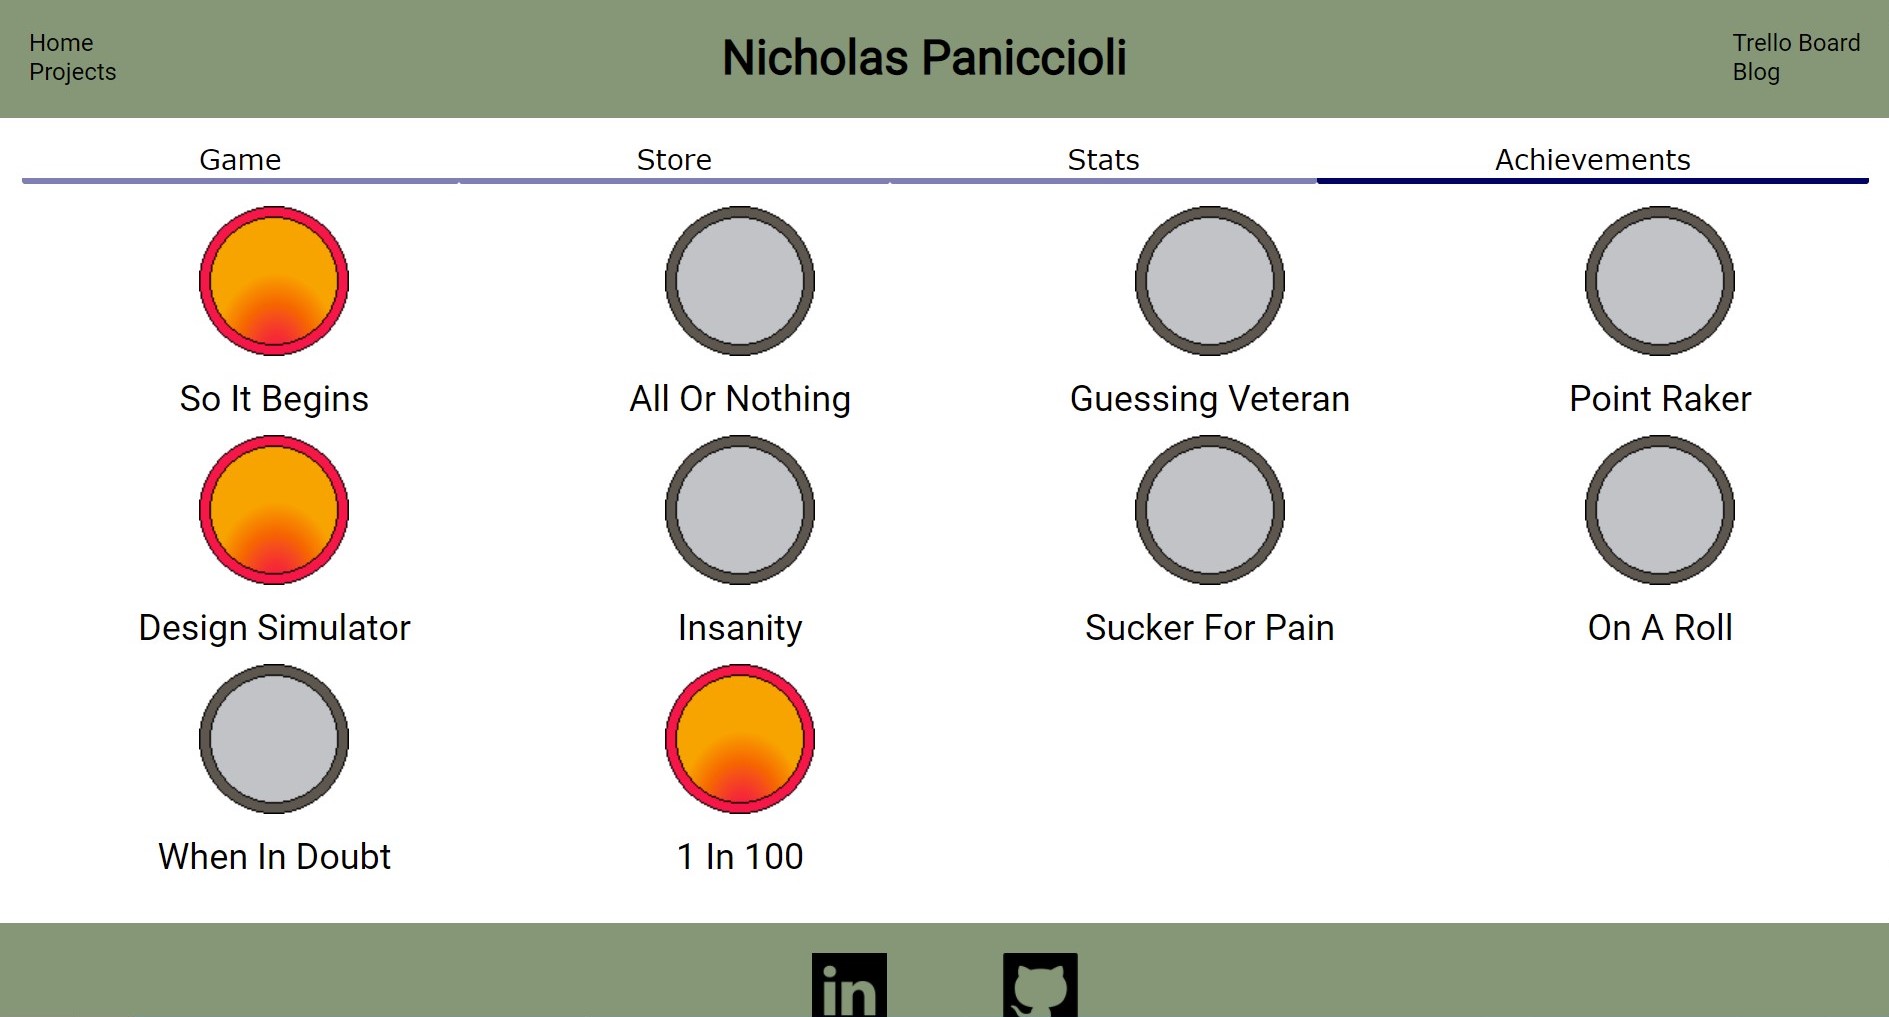 Home
Projects
Nicholas Paniccioli
Trello Board
Blog
Game
Store
Stats
Achievements
So It Begins
All Or Nothing
Guessing Veteran
Point Raker
Design Simulator
Insanity
Sucker For Pain
On A Roll
When In Doubt
1 In 100
in